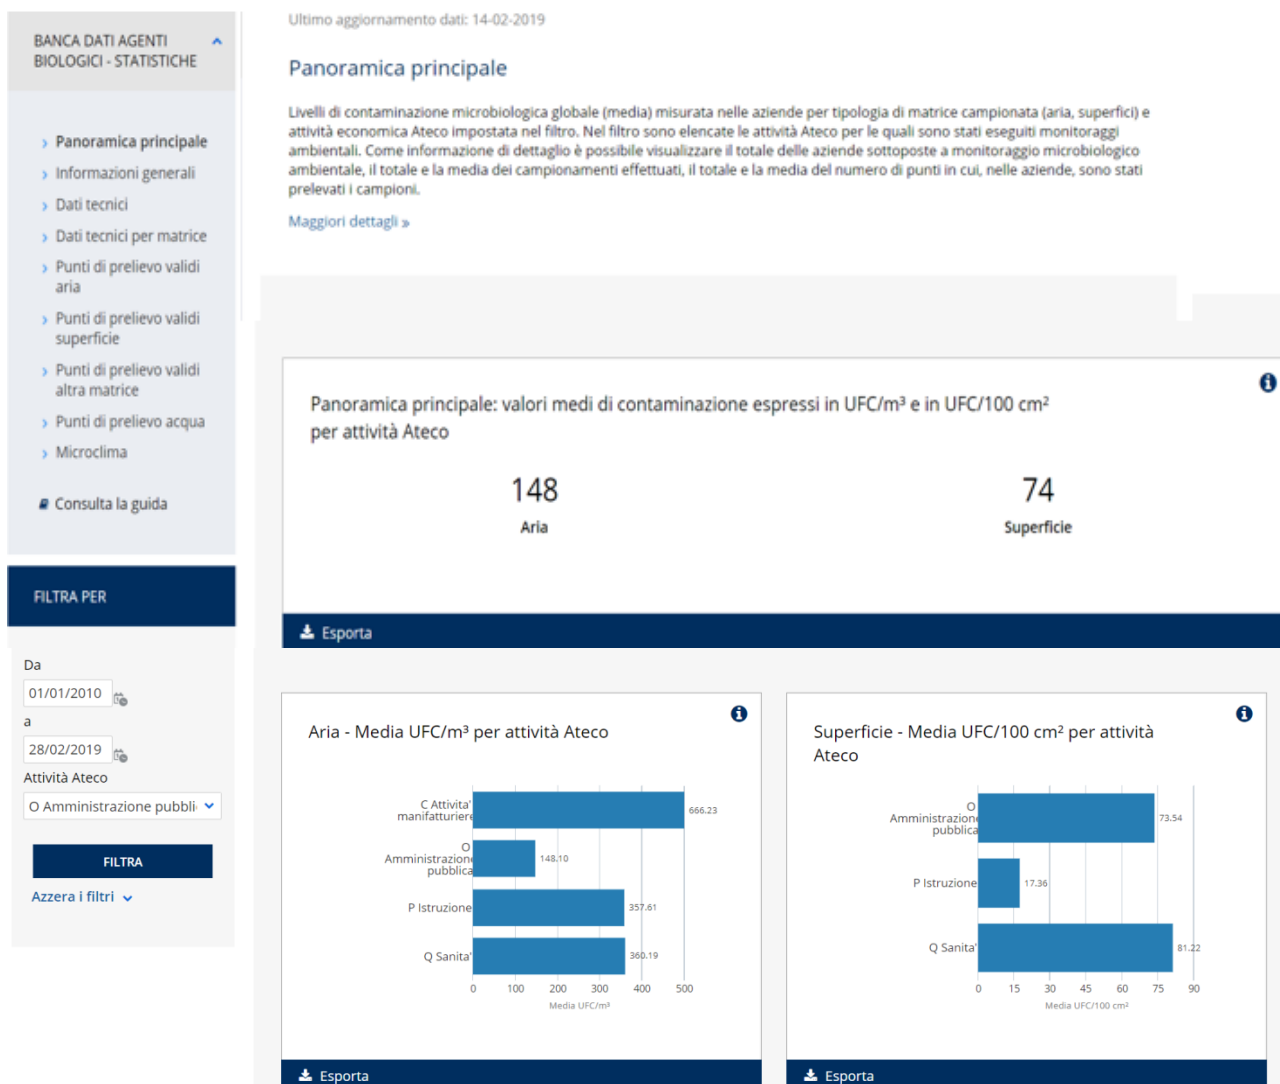 BANCA DATI AGENTI
BIOLOGICI - STATISTICHE
Panoramica principale
Informazioni generali
Dati tecnici
Dati tecnici per matrice
Punti di prelievo validi
aria
Punti di prelievo validi
superficie
Punti di prelievo validi
altra matrice
Punti di prelievo acqua
Microclima
Consulta la guida
FILTRA PER
Da
01/01/2010
a
28/02/2019
Attività Ateco
O Amministrazione pubbli
FILTRA
Azzera i filtri
Ultimo aggiornamento dati: 14-02-2019
Panoramica principale
Livelli di contaminazione microbiologica globale (media) misurata nelle aziende per tipologia di matrice campionata (aria, superfici) e
attività economica Ateco impostata nel filtro. Nel filtro sono elencate le attività Ateco per le quali sono stati eseguiti monitoraggi
ambientali. Come informazione di dettaglio è possibile visualizzare il totale delle aziende sottoposte a monitoraggio microbiologico
ambientale, il totale e la media dei campionamenti effettuati, il totale e la media del numero di punti in cui, nelle aziende, sono stati
prelevati i campioni.
Maggiori dettagli »
Panoramica principale: valori medi di contaminazione espressi in UFC/m³ e in UFC/100 cm²
per attività Ateco
148
Aria
74
Superficie
Esporta
Aria - Media UFC/m³ per attività Ateco
C Attivita'
manifatturiere
666.23
O
Amministrazione
pubblica
148.10
P Istruzione
357.61
Q Sanita'
360.19
0 100 200 300 400 500
Media UFC/m³
Esporta
Superficie - Media UFC/100 cm² per attività
Ateco
O
Amministrazione
pubblica
73.54
P Istruzione
17.36
Q Sanita'
81.22
0 15 30 45 60 75 90
Media UFC/100 cm²
Esporta